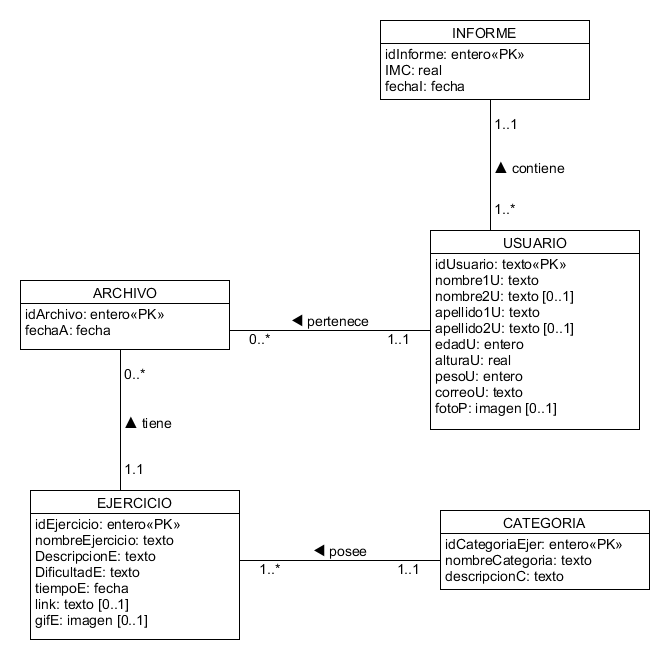 INFORME
idInforme: entero«PK»
IMC: real
fechaI: fecha
1..1
▲ contiene
1..*
USUARIO
idUsuario: texto«PK»
nombre1U: texto
nombre2U: texto [0..1]
apellido1U: texto
apellido2U: texto [0..1]
edadU: entero
alturaU: real
pesoU: entero
correoU: texto
fotoP: imagen [0..1]
ARCHIVO
idArchivo: entero«PK»
fechaA: fecha
◀ pertenece
0..*
1..1
0..*
▲ tiene
1.1
EJERCICIO
idEjercicio: entero«PK»
nombreEjercicio: texto
DescripcionE: texto
DificultadE: texto
tiempoE: fecha
link: texto [0..1]
gifE: imagen [0..1]
◀ posee
1..*
1..1
CATEGORIA
idCategoriaEjer: entero«PK»
nombreCategoria: texto
descripcionC: texto